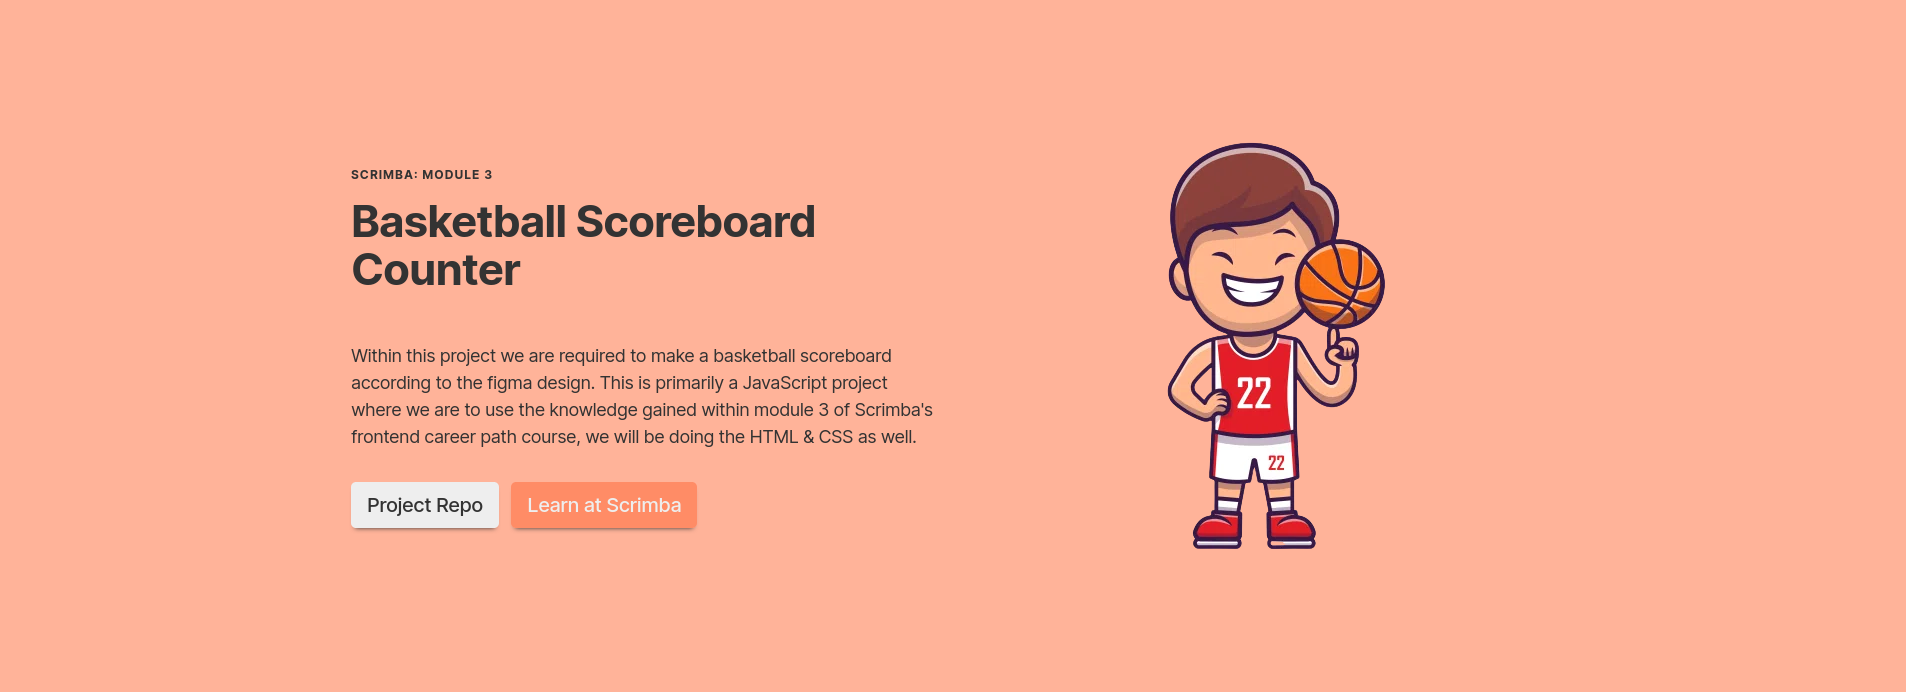 SCRIMBA: MODULE 3
Basketball Scoreboard
Counter
Within this project we are required to make a basketball scoreboard
according to the figma design. This is primarily a JavaScript project
where we are to use the knowledge gained within module 3 of Scrimba's
frontend career path course, we will be doing the HTML & CSS as well.
Project Repo
Learn at Scrimba
22
22